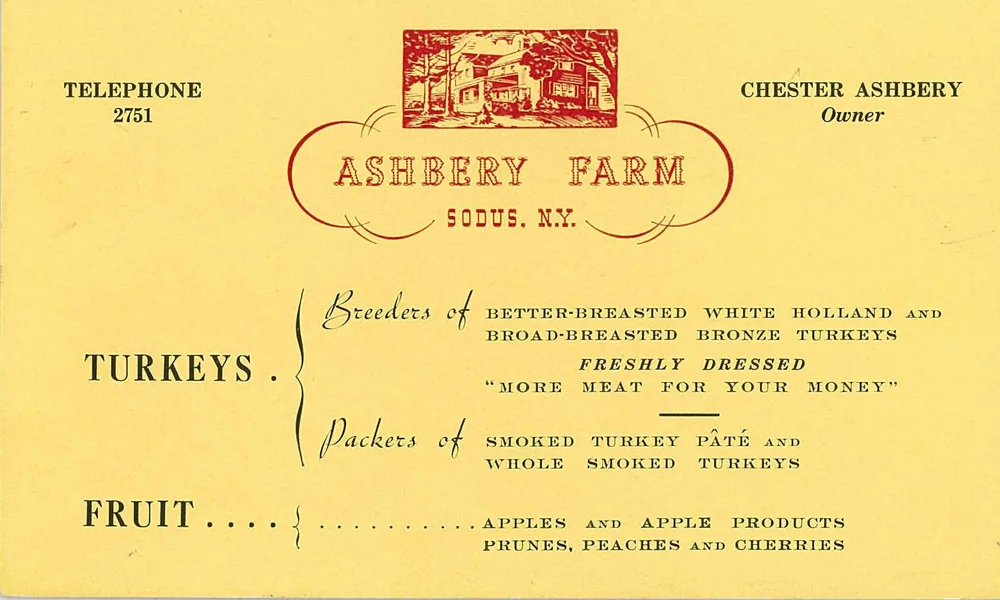 TELEPHONE
2751
CHESTER ASHBERY
Owner
ASHBERY FARM
SODUS, N.Y.
TURKEYS .
Breeders of BETTER-BREASTED WHITE HOLLAND AND
BROAD-BREASTED BRONZE TURKEYS
FRESHLY DRESSED
“MORE MEAT FOR YOUR MONEY”
Packers of SMOKED TURKEY PÂTÉ AND
WHOLE SMOKED TURKEYS
FRUIT .... ........... APPLES AND APPLE PRODUCTS
PRUNES, PEACHES AND CHERRIES